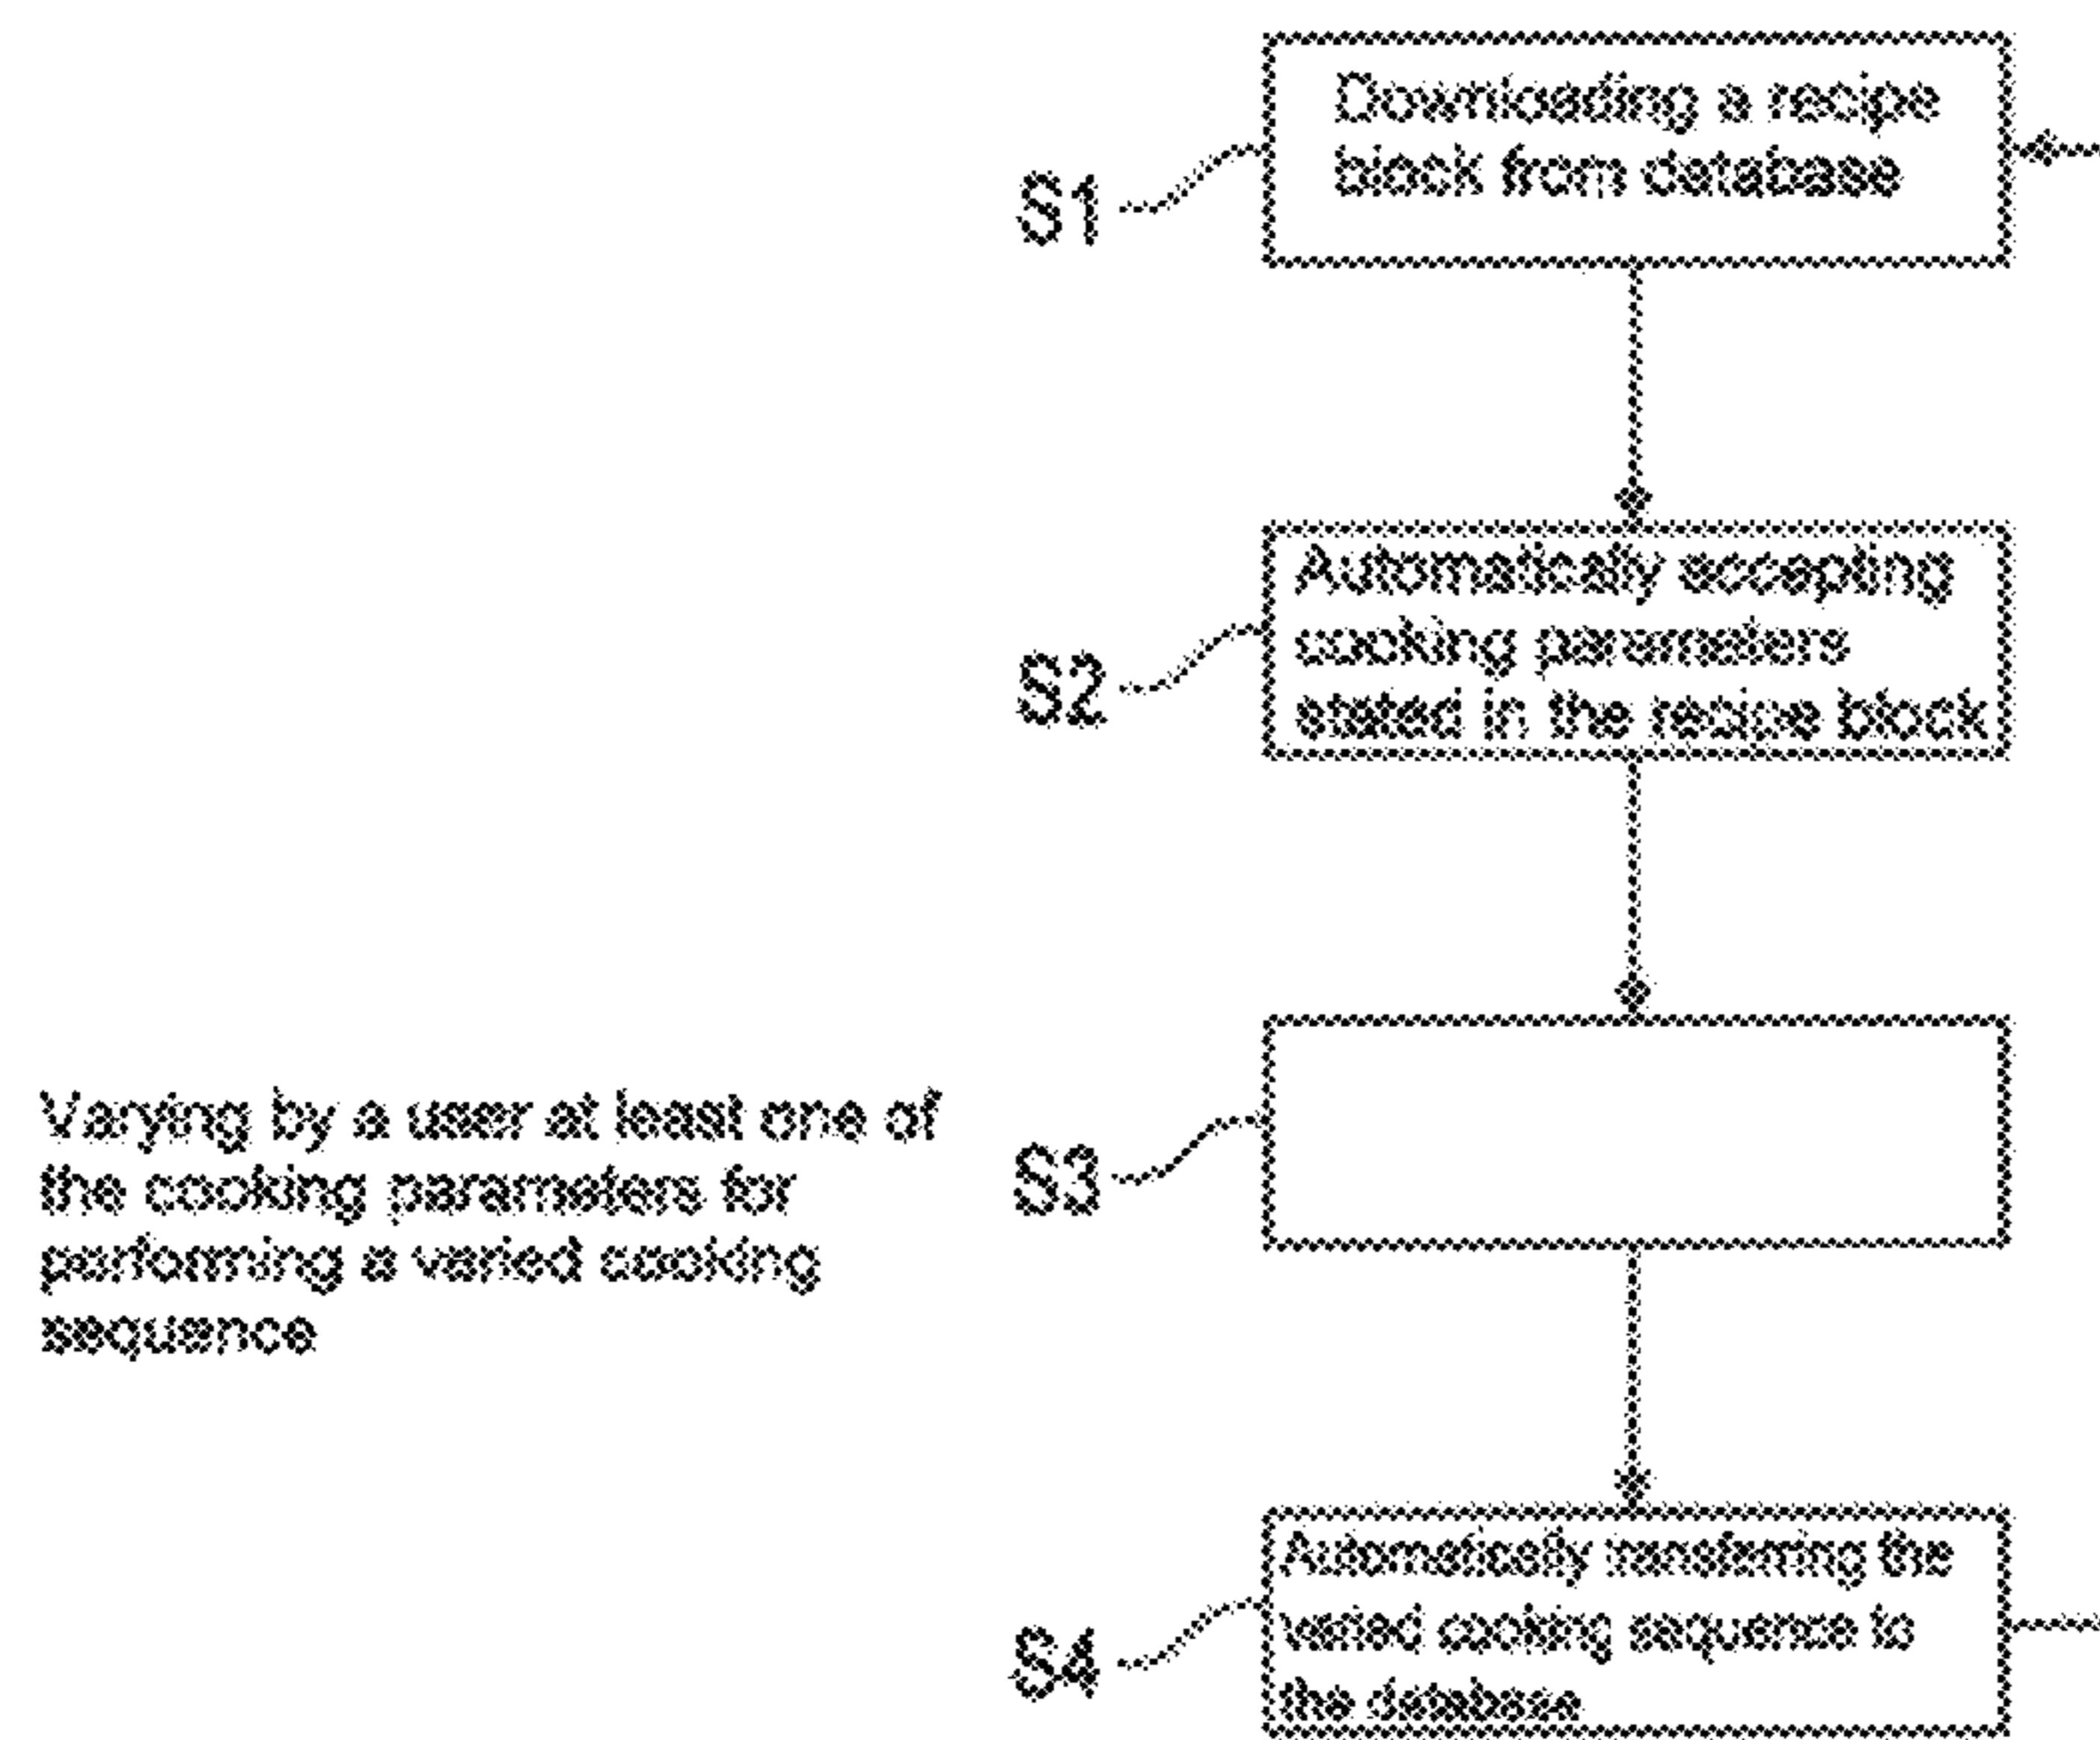 Downloading a recipe
block from database
S1
Automatically accepting
cooking parameters
stated in the recipe block
S2
Varying by a user at least one of
the cooking parameters for
performing a varied cooking
sequence
S3
Automatically transferring the
varied cooking sequence to
the database
S4